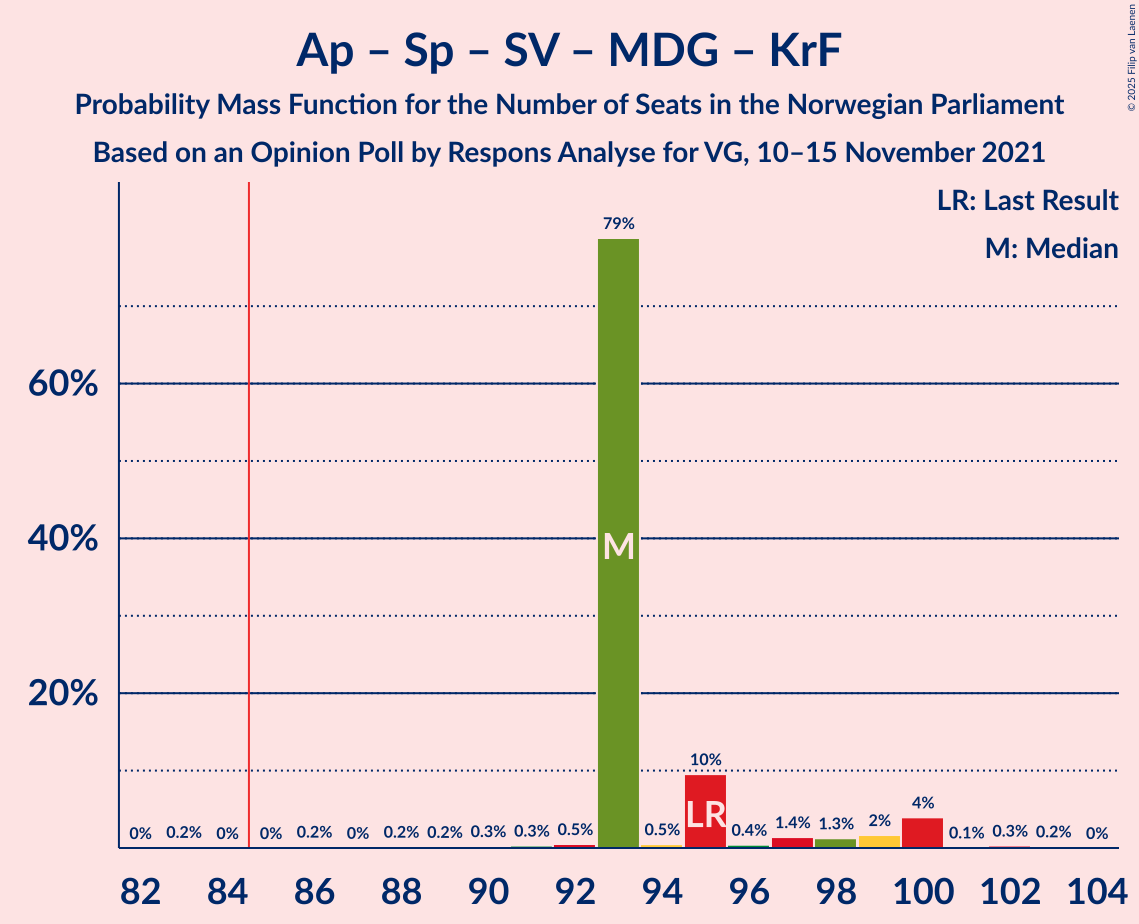 Ap – Sp – SV – MDG – KrF
Probability Mass Function for the Number of Seats in the Norwegian Parliament
Based on an Opinion Poll by Respons Analyse for VG, 10–15 November 2021
© 2025 Filip van Laenen
LR: Last Result
M: Median
60%
40%
20%
0% 0.2% 0% 0% 0.2% 0% 0.2% 0.2% 0.3% 0.3% 0.5% 79% 0.5% 10% 0.4% 1.4% 1.3% 2% 4% 0.1% 0.3% 0.2% 0%
M
LR
82 84 86 88 90 92 94 96 98 100 102 104